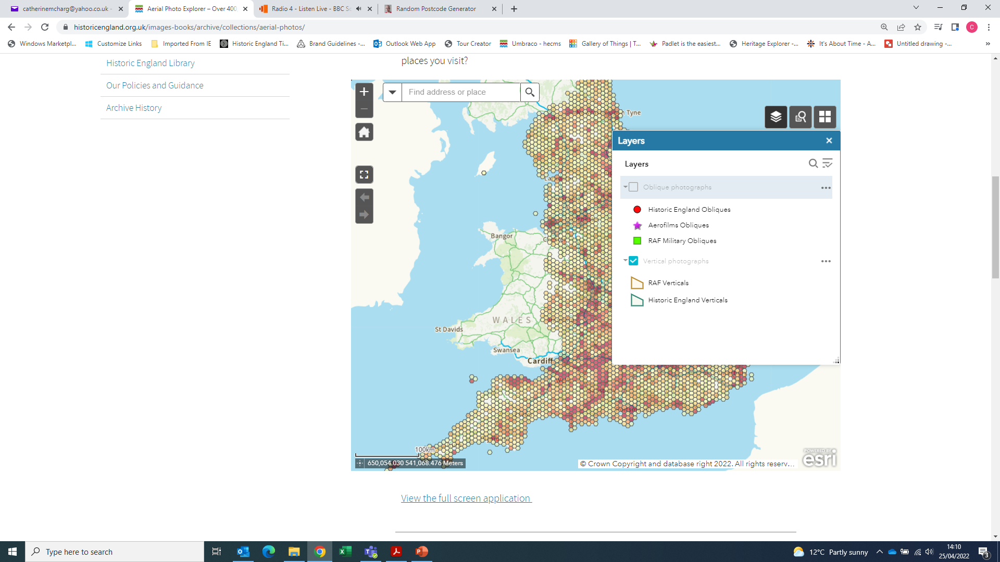 catherinemcharg@yahoo.co.uk -
Aerial Photo Explorer – Over 400,
Radio 4 - Listen Live - BBC So
Random Postcode Generator
historicengland.org.uk/images-books/archive/collections/aerial-photos/
C
Windows Marketpl...
Customize Links
Imported From IE
Historic England Ti...
Brand Guidelines -...
Outlook Web App
Tour Creator
Umbraco - hecms
Gallery of Things | T...
Padlet is the easiest...
Heritage Explorer -...
It's About Time - A...
Untitled drawing -...
»
Historic England Library
Our Policies and Guidance
Archive History
places you visit?
Find address or place
Tyne
Layers
Layers
Oblique photographs
Historic England Obliques
Aerofilms Obliques
RAF Military Obliques
Vertical photographs
RAF Verticals
Historic England Verticals
Bangor
WALES
St Davids
Swansea
Cardiff
100km
650,054.030 541,068.476 Meters
© Crown Copyright and database right 2022. All rights reserv...
POWERED BY
esri
View the full screen application
Type here to search
12°C Partly sunny
14:10
25/04/2022
3